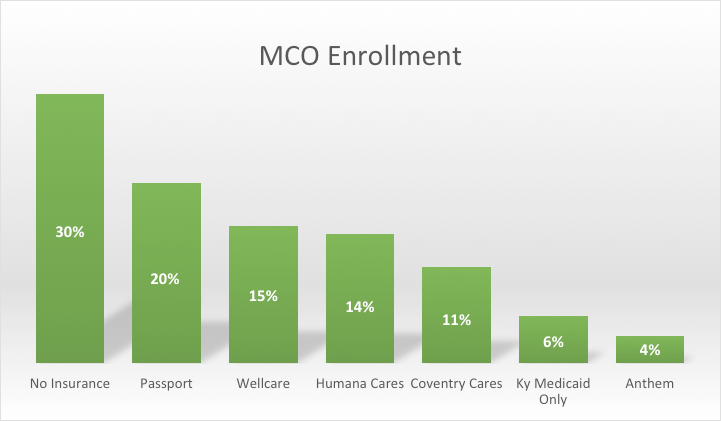 MCO Enrollment
30%
20%
15%
14%
11%
6%
4%
No Insurance
Passport
Wellcare
Humana Cares
Coventry Cares
Ky Medicaid
Only
Anthem